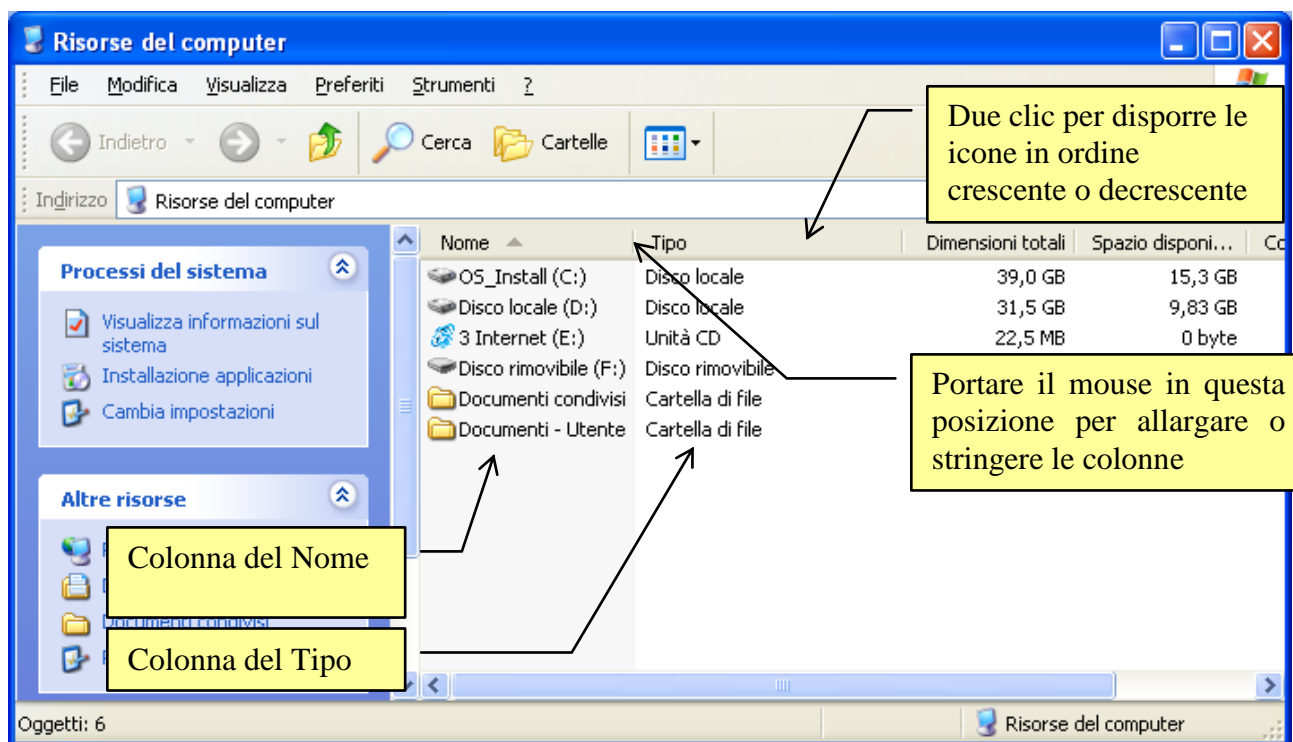 Risorse del computer
File Modifica Visualizza Preferiti Strumenti ?
Indietro Cerca Cartelle
Indirizzo Risorse del computer
Due clic per disporre le
icone in ordine
crescente o decrescente
Processi del sistema
Visualizza informazioni sul
sistema
Installazione applicazioni
Cambia impostazioni
Altre risorse
Documenti condivisi
Nome Tipo Dimensioni totali Spazio disponi...
OS_Install (C:) Disco locale 39,0 GB 15,3 GB
Disco locale (D:) Disco locale 31,5 GB 9,83 GB
3 Internet (E:) Unità CD 22,5 MB 0 byte
Disco rimovibile (F:) Disco rimovibile
Documenti condivisi Cartella di file
Documenti - Utente Cartella di file
Portare il mouse in questa
posizione per allargare o
stringere le colonne
Colonna del Nome
Colonna del Tipo
Oggetti: 6 Risorse del computer